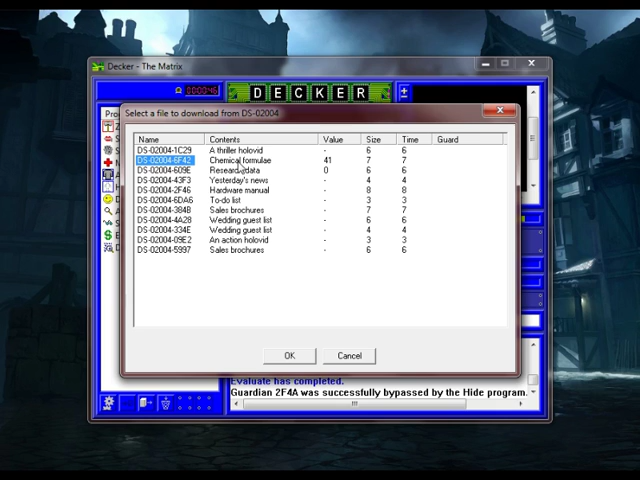 Decker - The Matrix
000046 DECKER ±
Select a file to download from DS-02004
Name Contents Value Size Time Guard
DS-02004-1C29 A thriller holovid - 6 6
DS-02004-6F42 Chemical formulae 41 7 7
DS-02004-609E Research data 0 6 6
DS-02004-43F3 Yesterday's news - 4 4
DS-02004-2F46 Hardware manual - 8 8
DS-02004-6DA6 To-do list - 3 3
DS-02004-384B Sales brochures - 7 7
DS-02004-4A28 Wedding guest list - 6 6
DS-02004-334E Wedding guest list - 4 4
DS-02004-09E2 An action holovid - 3 3
DS-02004-5997 Sales brochures - 6 6
OK Cancel
Evaluate has completed.
Guardian 2F4A was successfully bypassed by the Hide program.